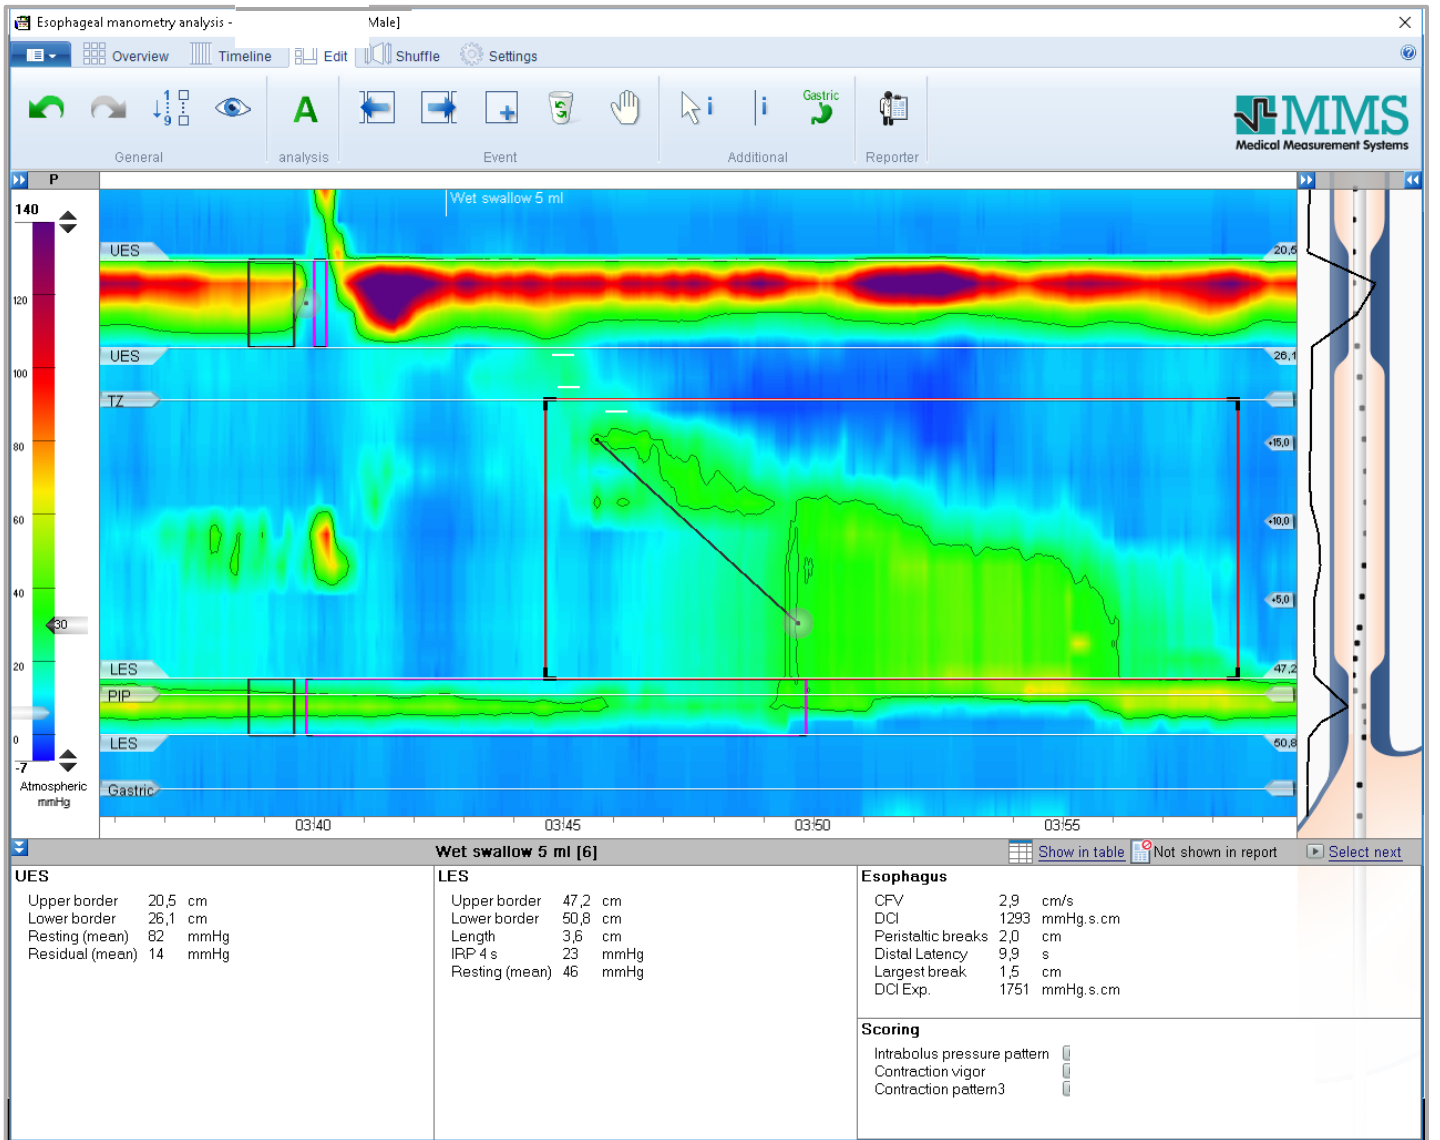 Esophageal manometry analysis - Male]
Overview Timeline Edit Shuffle Settings
A Gastric
General analysis Event Additional Reporter
MMS
Medical Measurement Systems
P
140
120
100
80
60
40
30
20
0
-7
Atmospheric
mmHg
Wet swallow 5 ml
UES 20,5
UES 26,1
TZ
+15,0
+10,0
+5,0
LES 47,2
PIP
LES 50,8
Gastric
03:40 03:45 03:50 03:55
Wet swallow 5 ml [6] Show in table Not shown in report Select next
UES
Upper border 20,5 cm
Lower border 26,1 cm
Resting (mean) 82 mmHg
Residual (mean) 14 mmHg
LES
Upper border 47,2 cm
Lower border 50,8 cm
Length 3,6 cm
IRP 4 s 23 mmHg
Resting (mean) 46 mmHg
Esophagus
CFV 2,9 cm/s
DCI 1293 mmHg.s.cm
Peristaltic breaks 2,0 cm
Distal Latency 9,9 s
Largest break 1,5 cm
DCI Exp. 1751 mmHg.s.cm
Scoring
Intrabolus pressure pattern
Contraction vigor
Contraction pattern3